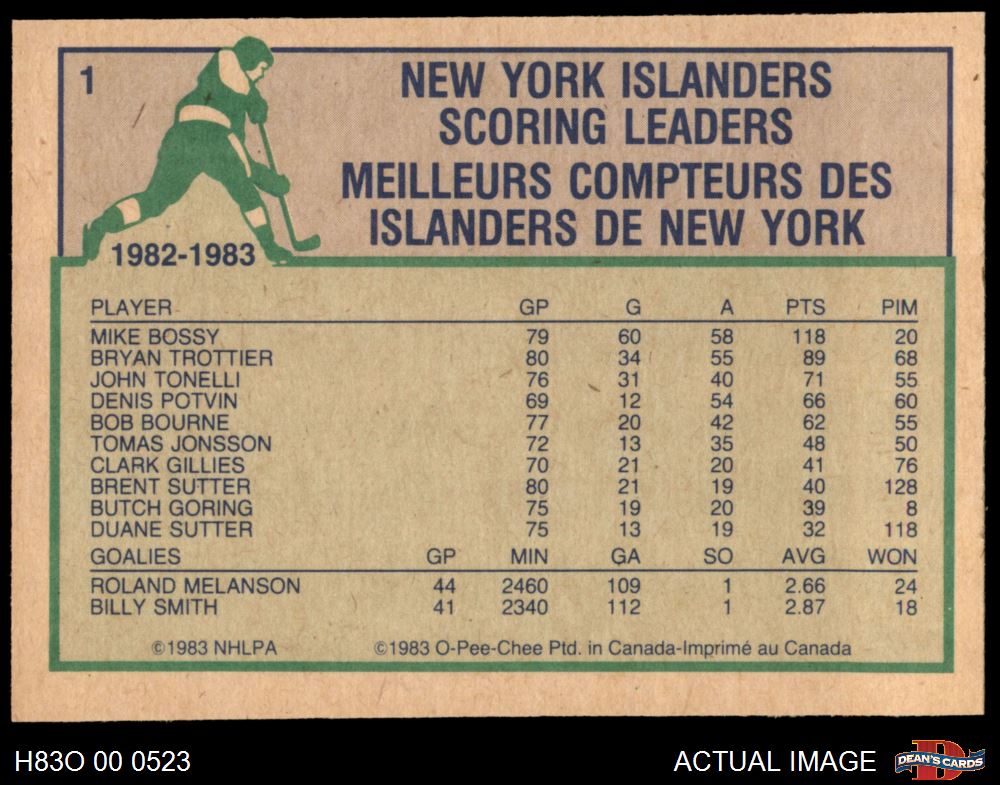 1
NEW YORK ISLANDERS
SCORING LEADERS
MEILLEURS COMPTEURS DES
ISLANDERS DE NEW YORK
1982-1983
PLAYER GP G A PTS PIM
MIKE BOSSY 79 60 58 118 20
BRYAN TROTTIER 80 34 55 89 68
JOHN TONELLI 76 31 40 71 55
DENIS POTVIN 69 12 54 66 60
BOB BOURNE 77 20 42 62 55
TOMAS JONSSON 72 13 35 48 50
CLARK GILLIES 70 21 20 41 76
BRENT SUTTER 80 21 19 40 128
BUTCH GORING 75 19 20 39 8
DUANE SUTTER 75 13 19 32 118
GOALIES GP MIN GA SO AVG WON
ROLAND MELANSON 44 2460 109 1 2.66 24
BILLY SMITH 41 2340 112 1 2.87 18
©1983 NHLPA ©1983 O-Pee-Chee Ptd. in Canada-Imprimé au Canada
H83O 00 0523 ACTUAL IMAGE D DEAN'S CARDS